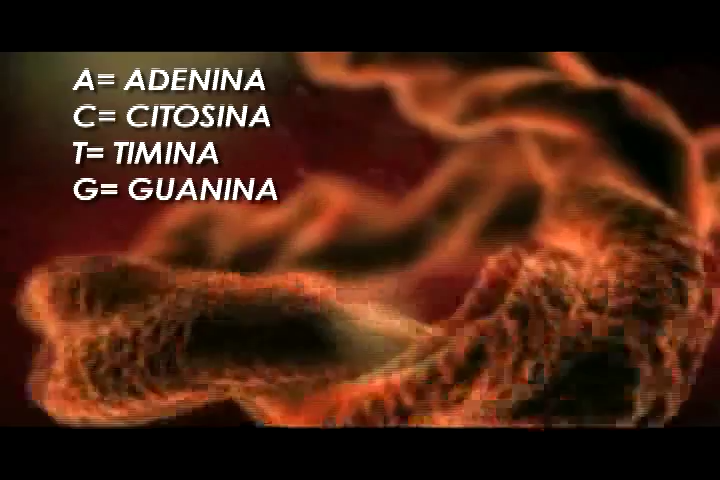 A= ADENINA
C= CITOSINA
T= TIMINA
G= GUANINA